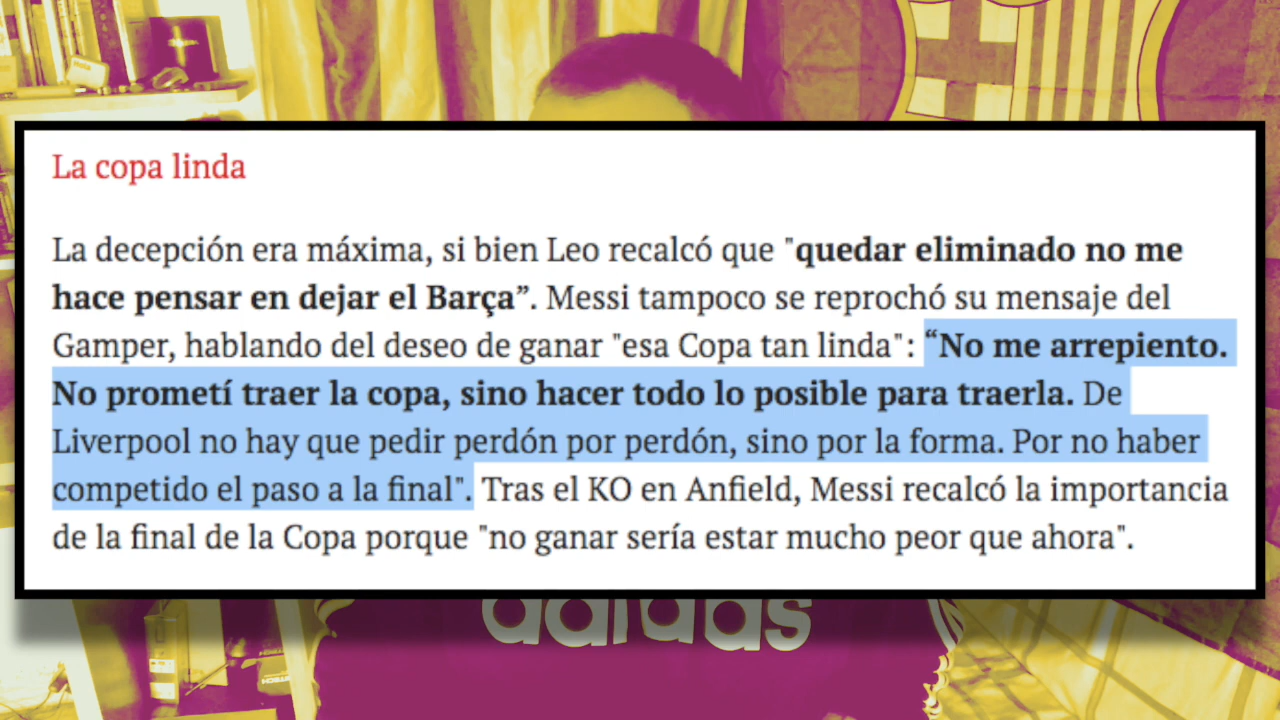 La copa linda
La decepción era máxima, si bien Leo recalcó que "quedar eliminado no me
hace pensar en dejar el Barça”. Messi tampoco se reprochó su mensaje del
Gamper, hablando del deseo de ganar "esa Copa tan linda": “No me arrepiento.
No prometí traer la copa, sino hacer todo lo posible para traerla. De
Liverpool no hay que pedir perdón por perdón, sino por la forma. Por no haber
competido el paso a la final". Tras el KO en Anfield, Messi recalcó la importancia
de la final de la Copa porque "no ganar sería estar mucho peor que ahora".
adidas